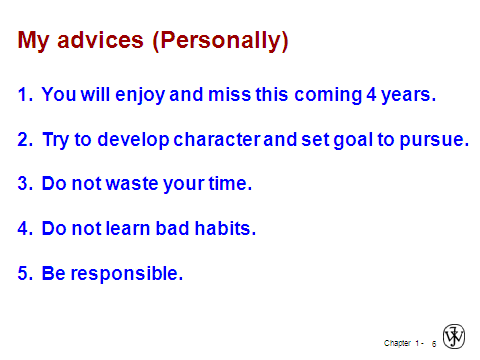 My advices (Personally)
1. You will enjoy and miss this coming 4 years.
2. Try to develop character and set goal to pursue.
3. Do not waste your time.
4. Do not learn bad habits.
5. Be responsible.
Chapter 1 - 6